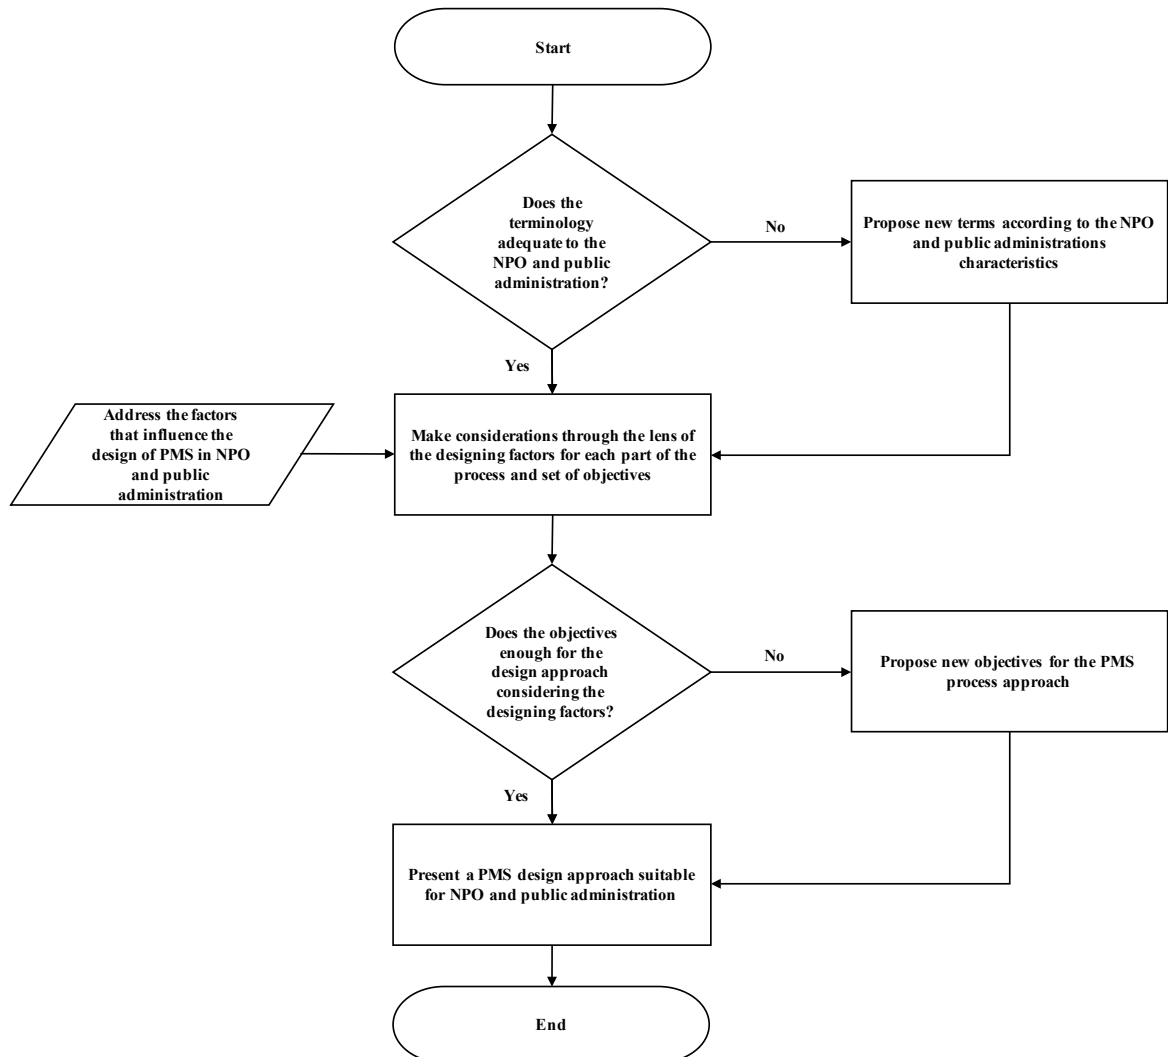 Start
Does the
terminology
adequate to the
NPO and public
administration?
No
Propose new terms according to the NPO
and public administrations
characteristics
Yes
Address the factors
that influence the
design of PMS in NPO
and public
administration
Make considerations through the lens of
the designing factors for each part of the
process and set of objectives
Does the objectives
enough for the
design approach
considering the
designing factors?
No
Propose new objectives for the PMS
process approach
Yes
Present a PMS design approach suitable
for NPO and public administration
End